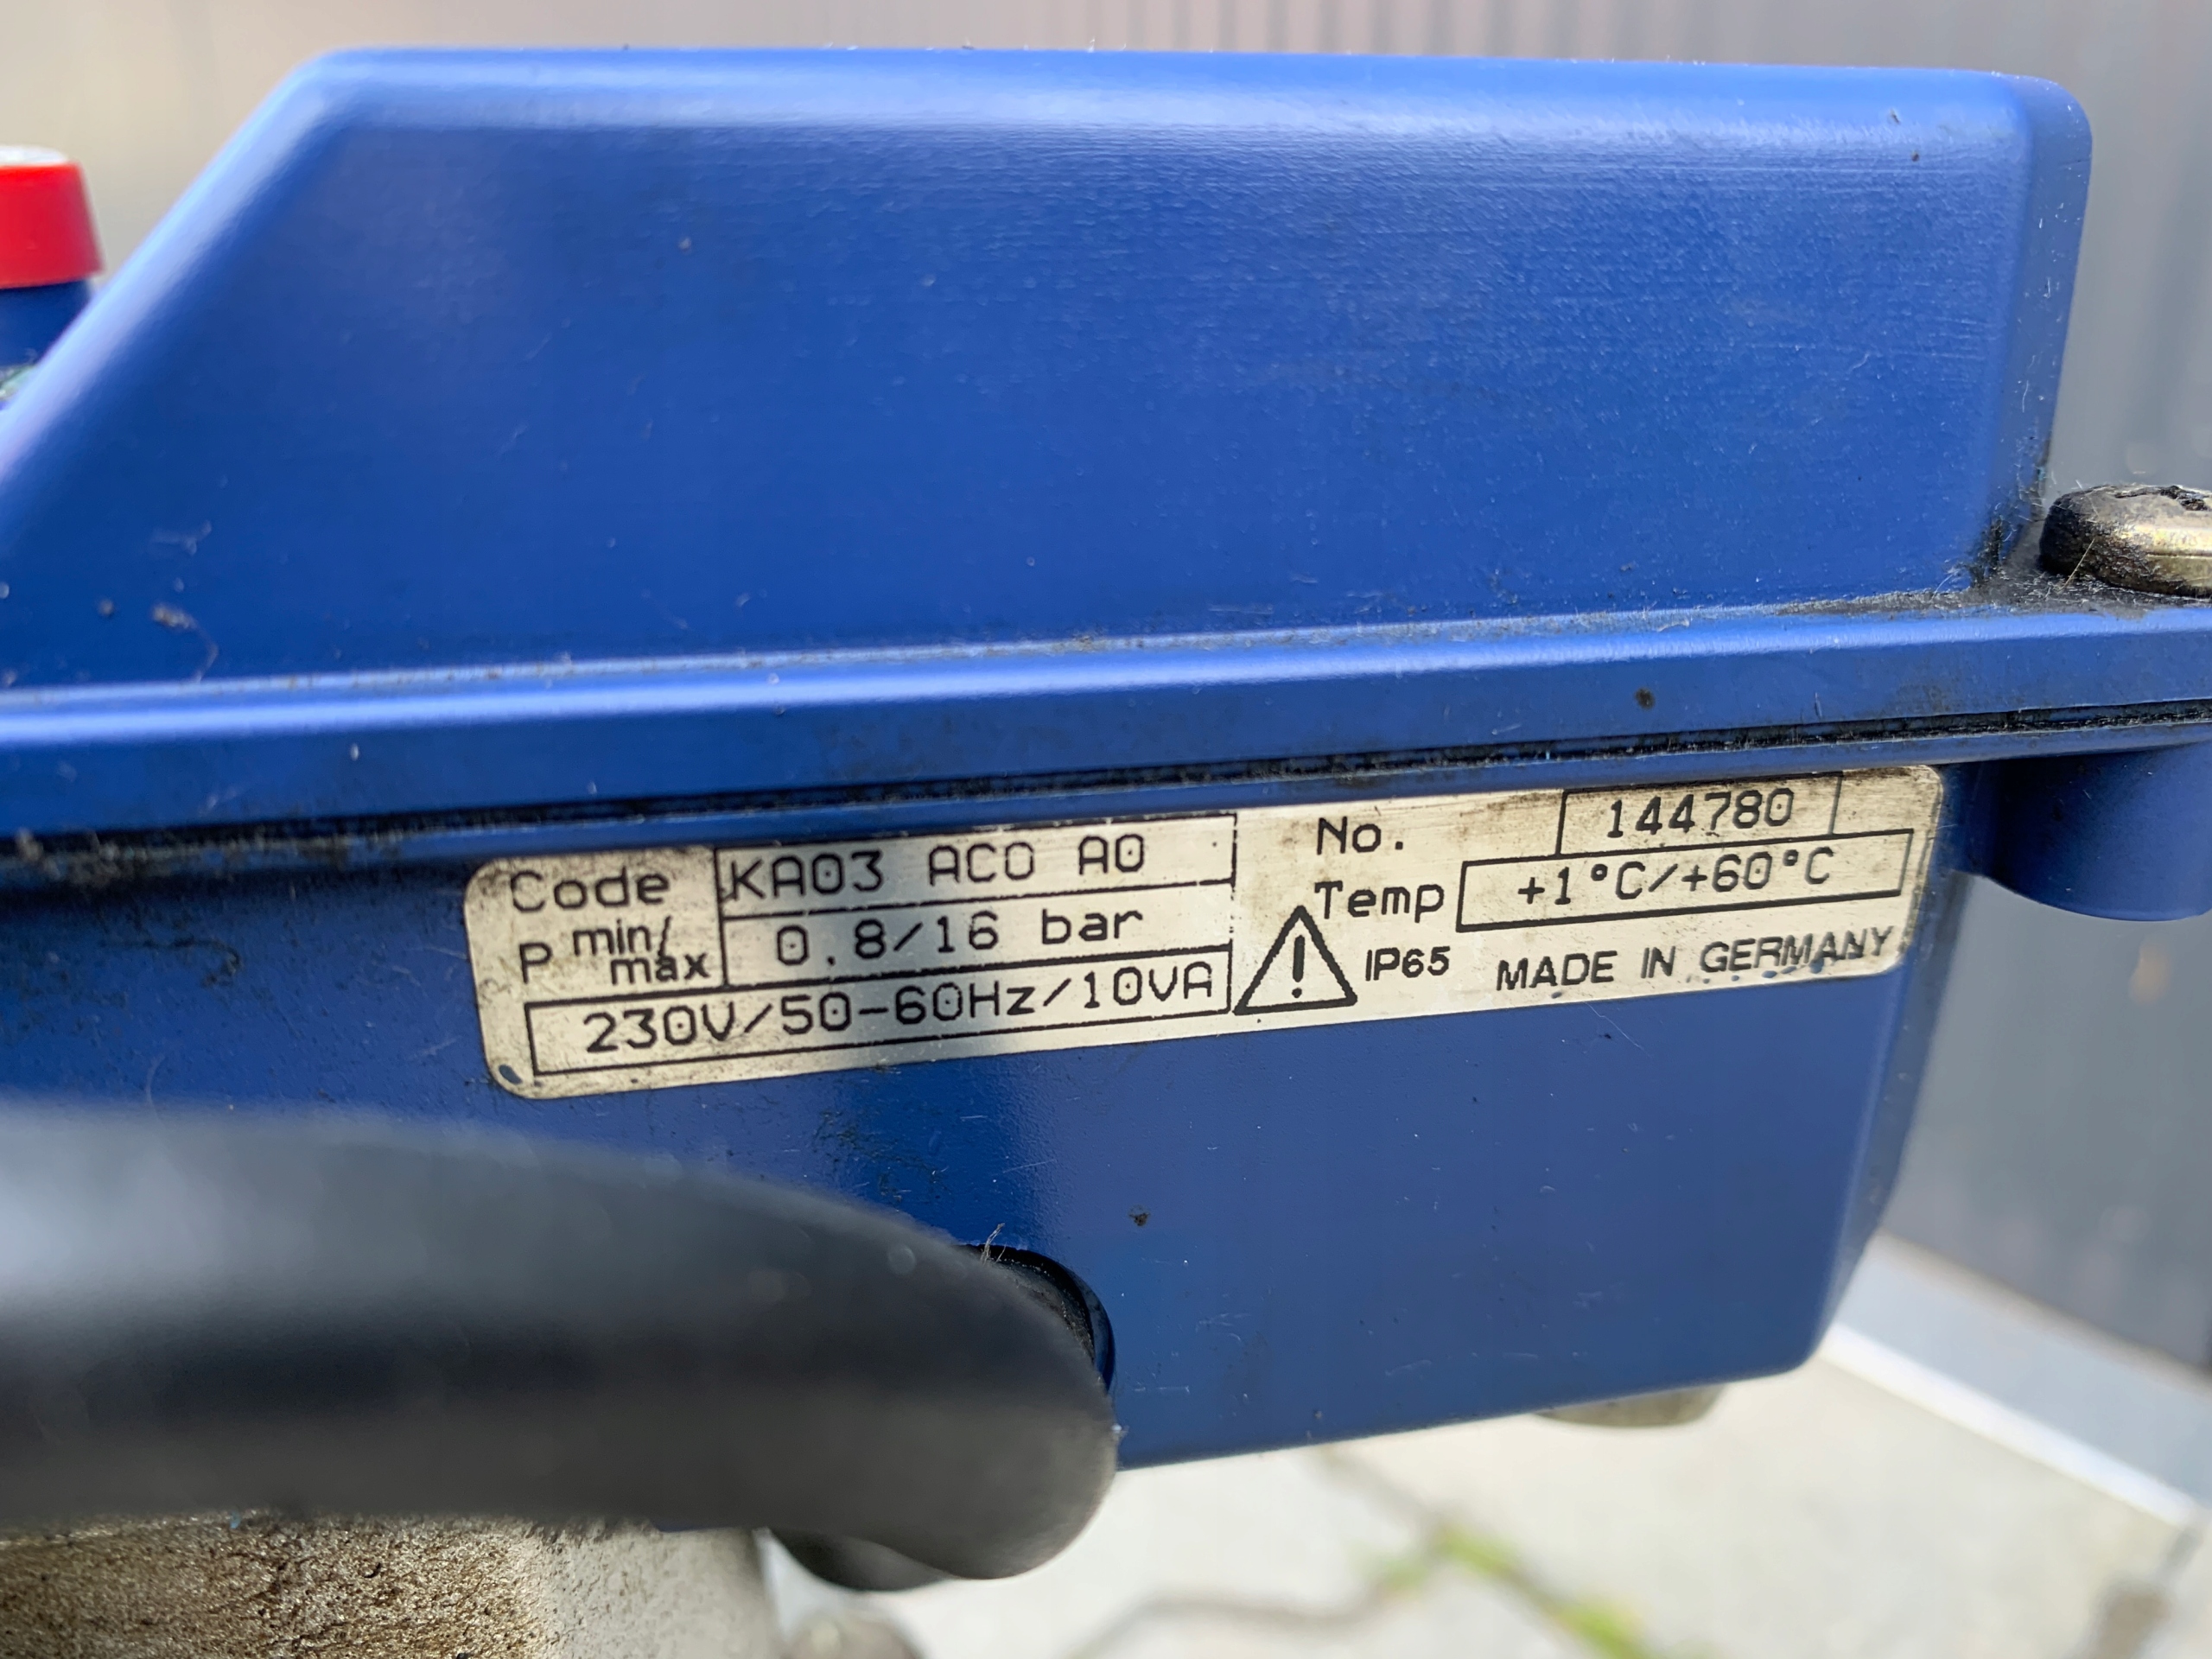 Code KA03 AC0 A0
P min/max 0.8/16 bar
230V/50-60Hz/10VA
No. 144780
Temp +1°C/+60°C
IP65 MADE IN GERMANY